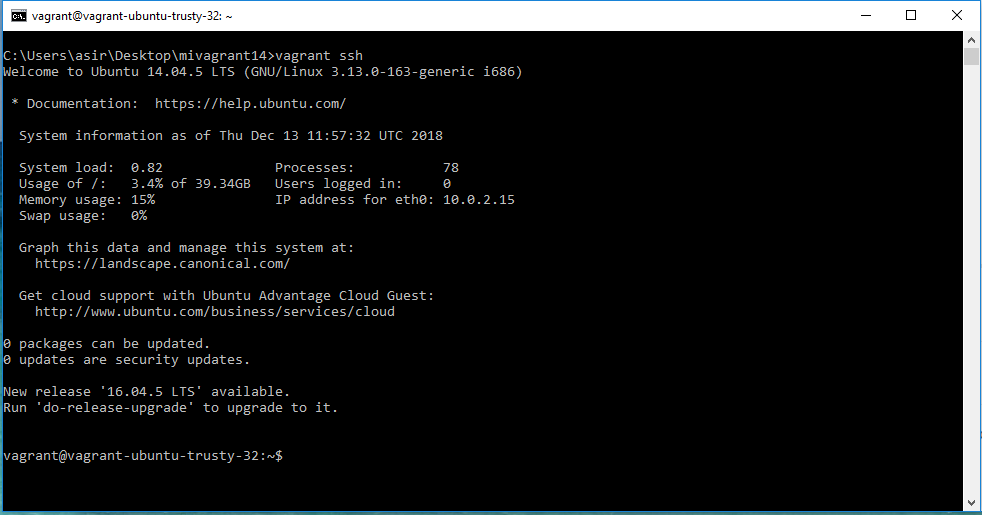 vagrant@vagrant-ubuntu-trusty-32: ~
C:\Users\asir\Desktop\mivagrant14>vagrant ssh
Welcome to Ubuntu 14.04.5 LTS (GNU/Linux 3.13.0-163-generic i686)
* Documentation:  https://help.ubuntu.com/
System information as of Thu Dec 13 11:57:32 UTC 2018
System load:  0.82              Processes:           78
Usage of /:   3.4% of 39.34GB   Users logged in:     0
Memory usage: 15%               IP address for eth0: 10.0.2.15
Swap usage:   0%
Graph this data and manage this system at:
https://landscape.canonical.com/
Get cloud support with Ubuntu Advantage Cloud Guest:
http://www.ubuntu.com/business/services/cloud
0 packages can be updated.
0 updates are security updates.
New release '16.04.5 LTS' available.
Run 'do-release-upgrade' to upgrade to it.
vagrant@vagrant-ubuntu-trusty-32:~$